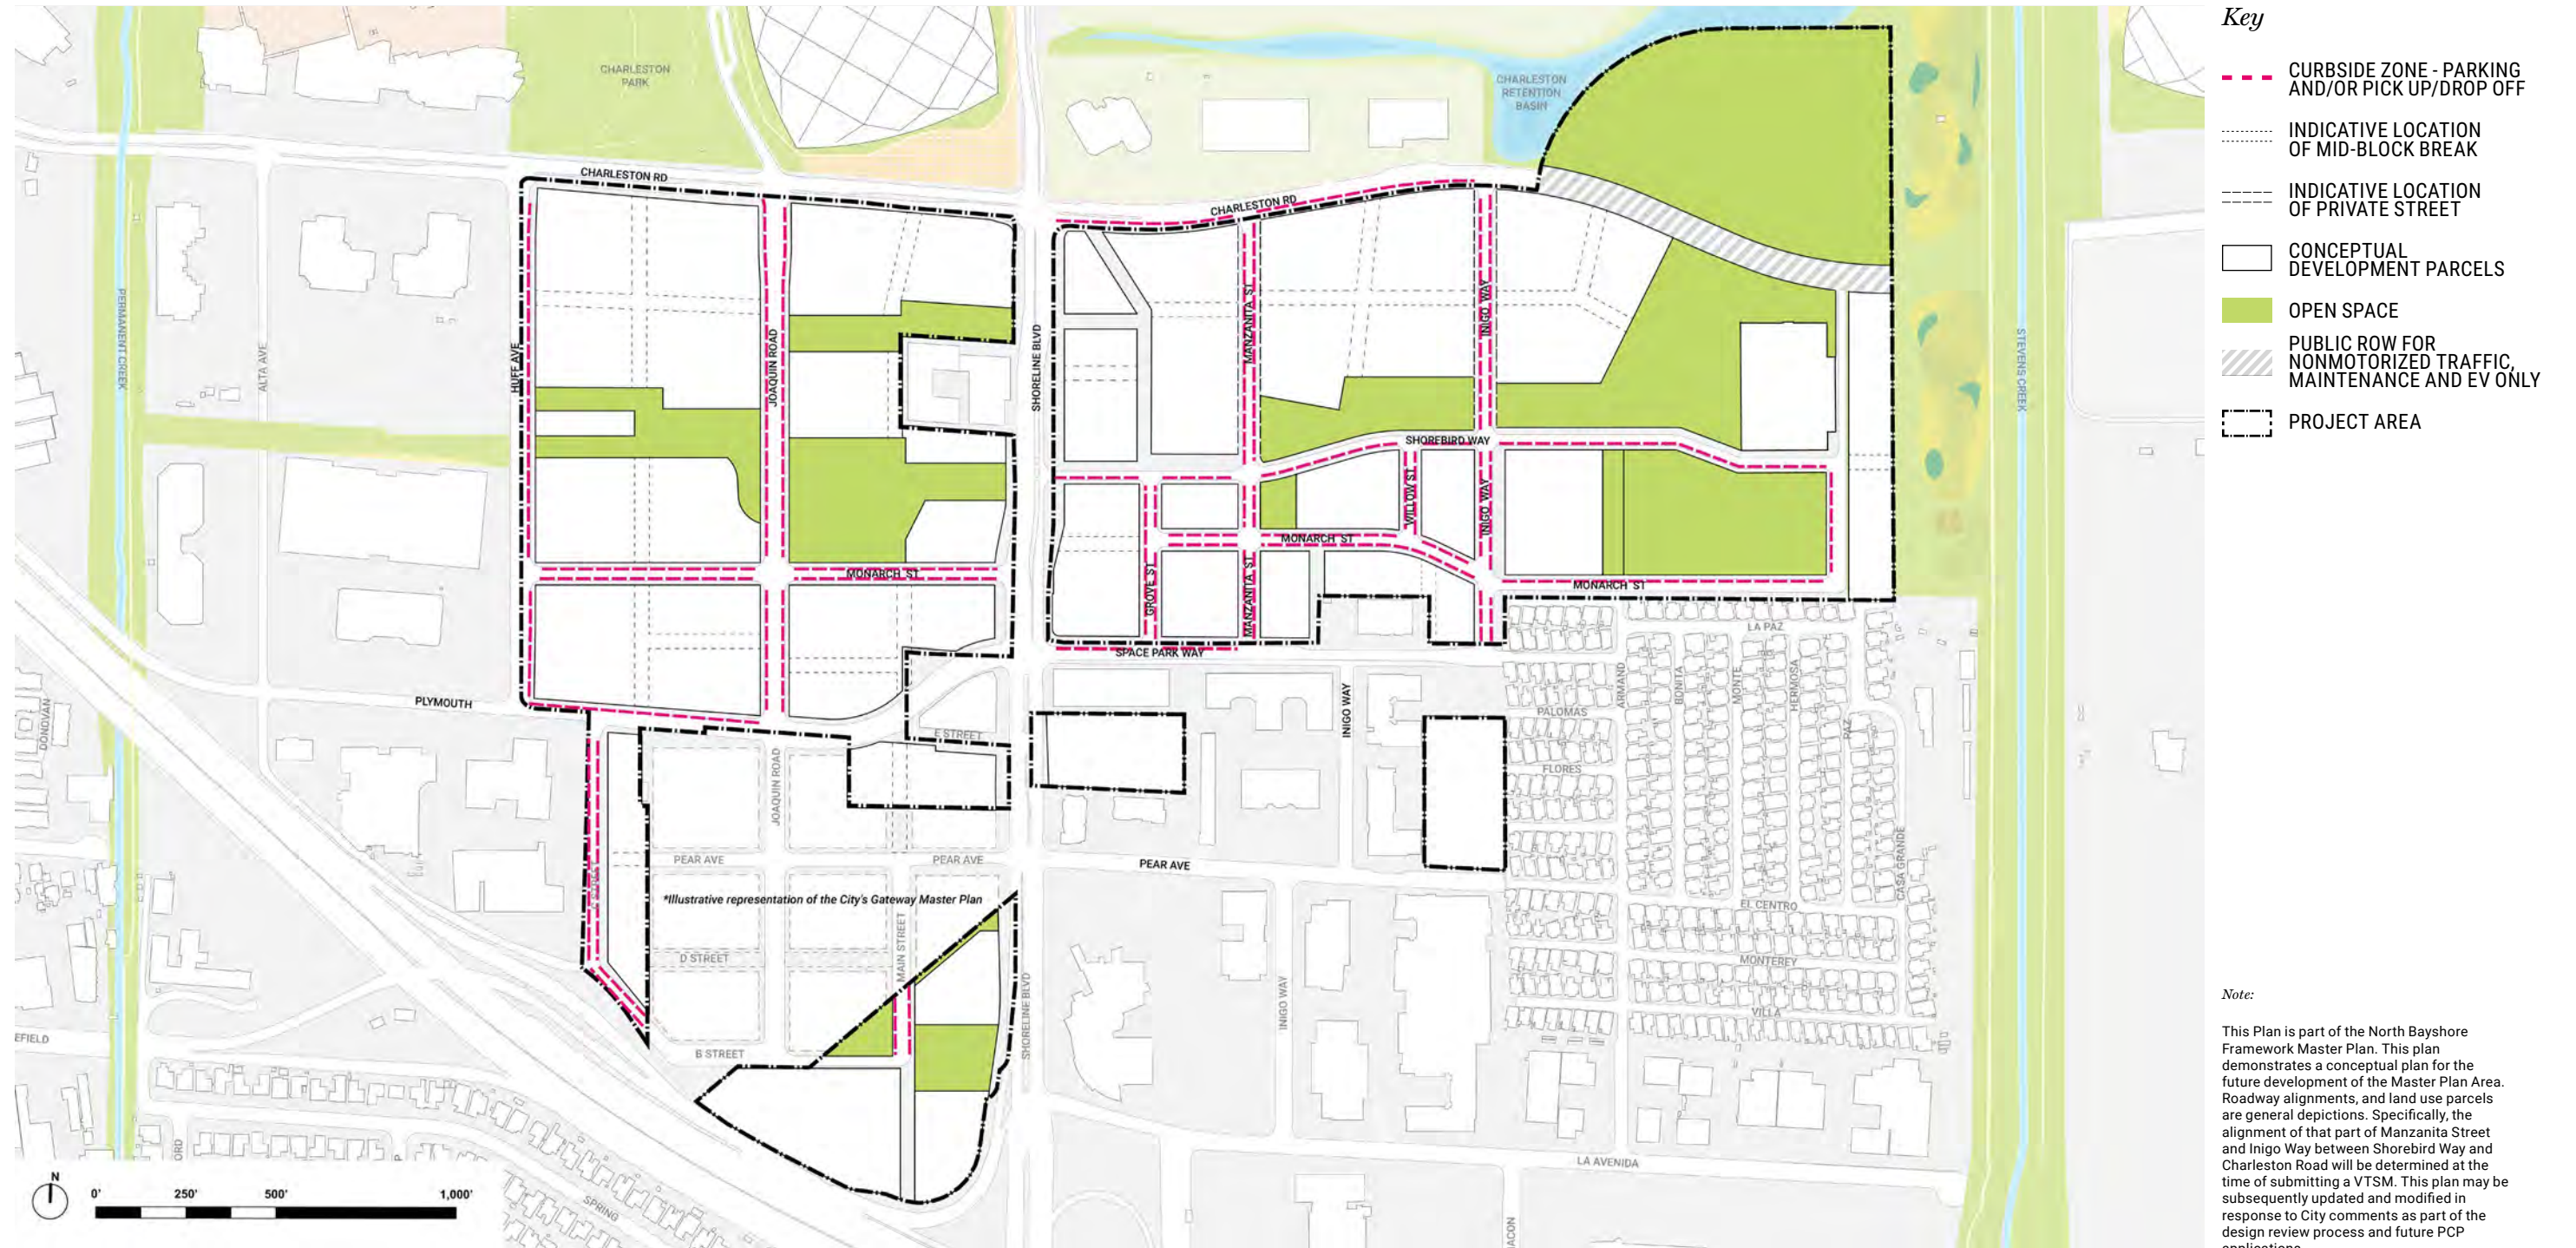 Key
CURBSIDE ZONE - PARKING
AND/OR PICK UP/DROP OFF
INDICATIVE LOCATION
OF MID-BLOCK BREAK
INDICATIVE LOCATION
OF PRIVATE STREET
CONCEPTUAL
DEVELOPMENT PARCELS
OPEN SPACE
PUBLIC ROW FOR
NONMOTORIZED TRAFFIC,
MAINTENANCE AND EV ONLY
PROJECT AREA
CHARLESTON
PARK
CHARLESTON
RETENTION
BASIN
CHARLESTON RD
CHARLESTON RD
PERMANENT CREEK
ALTA AVE
HUFF AVE
JOAQUIN ROAD
SHORELINE BLVD
MANZANITA ST
INIGO WAY
STEVENS CREEK
SHOREBIRD WAY
WILLOW ST
INIGO WAY
MONARCH ST
MONARCH ST
MONARCH ST
GROVE ST
MANZANITA ST
SPACE PARK WAY
LA PAZ
PLYMOUTH
DONOVAN
E STREET
JOAQUIN ROAD
INIGO WAY
PALOMAS
ARMAND
BONITA
MONTE
HERMOSA
PAZ
FLORES
CASA GRANDE
PEAR AVE
PEAR AVE
PEAR AVE
*Illustrative representation of the City's Gateway Master Plan
EL CENTRO
MAIN STREET
D STREET
MONTEREY
SHORELINE BLVD
INIGO WAY
VILLA
EFIELD
B STREET
LA AVENIDA
ORD
SPRING
ACON
N
0' 250' 500' 1,000'
Note:
This Plan is part of the North Bayshore
Framework Master Plan. This plan
demonstrates a conceptual plan for the
future development of the Master Plan Area.
Roadway alignments, and land use parcels
are general depictions. Specifically, the
alignment of that part of Manzanita Street
and Inigo Way between Shorebird Way and
Charleston Road will be determined at the
time of submitting a VTSM. This plan may be
subsequently updated and modified in
response to City comments as part of the
design review process and future PCP
applications.